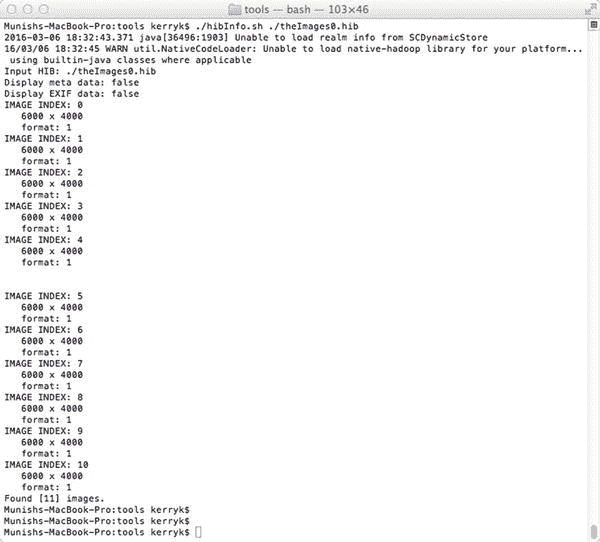 tools — bash — 103×46
Munishs-MacBook-Pro:tools kerryk$ ./hibInfo.sh ./theImages0.hib
2016-03-06 18:32:43.371 java[36496:1903] Unable to load realm info from SCDynamicStore
16/03/06 18:32:45 WARN util.NativeCodeLoader: Unable to load native-hadoop library for your platform...
 using builtin-java classes where applicable
Input HIB: ./theImages0.hib
Display meta data: false
Display EXIF data: false
IMAGE INDEX: 0
   6000 x 4000
   format: 1
IMAGE INDEX: 1
   6000 x 4000
   format: 1
IMAGE INDEX: 2
   6000 x 4000
   format: 1
IMAGE INDEX: 3
   6000 x 4000
   format: 1
IMAGE INDEX: 4
   6000 x 4000
   format: 1
IMAGE INDEX: 5
   6000 x 4000
   format: 1
IMAGE INDEX: 6
   6000 x 4000
   format: 1
IMAGE INDEX: 7
   6000 x 4000
   format: 1
IMAGE INDEX: 8
   6000 x 4000
   format: 1
IMAGE INDEX: 9
   6000 x 4000
   format: 1
IMAGE INDEX: 10
   6000 x 4000
   format: 1
Found [11] images.
Munishs-MacBook-Pro:tools kerryk$
Munishs-MacBook-Pro:tools kerryk$
Munishs-MacBook-Pro:tools kerryk$